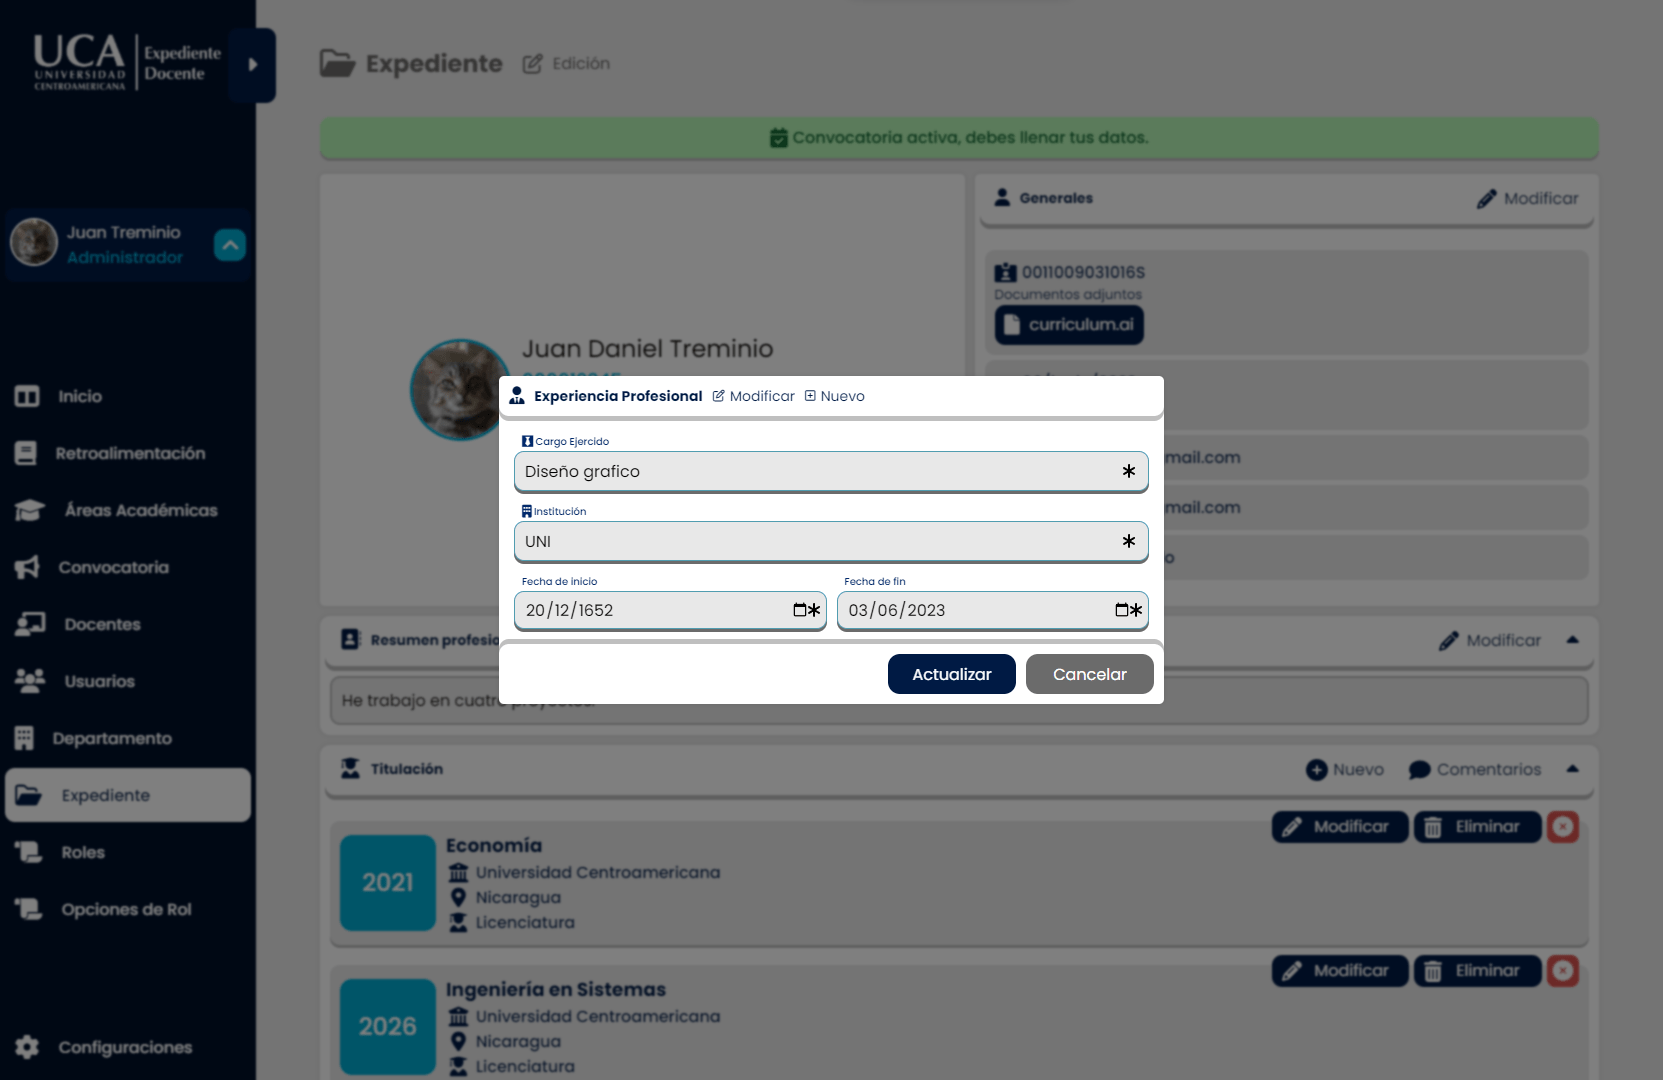 UCA
UNIVERSIDAD
CENTROAMERICANA
Expediente
Docente
Juan Treminio
Administrador
Inicio
Retroalimentación
Áreas Académicas
Convocatoria
Docentes
Usuarios
Departamento
Expediente
Roles
Opciones de Rol
Configuraciones
Expediente Edición
Convocatoria activa, debes llenar tus datos.
Juan Daniel Treminio
Generales Modificar
0011009031016S
Documentos adjuntos
curriculum.ai
mail.com
mail.com
o
Experiencia Profesional Modificar Nuevo
Cargo Ejercido
Diseño grafico
Institución
UNI
Fecha de inicio Fecha de fin
20/12/1652 03/06/2023
Actualizar Cancelar
Resumen profesio Modificar
He trabajo en cuatro proyectos.
Titulación Nuevo Comentarios
Modificar Eliminar
2021
Economía
Universidad Centroamericana
Nicaragua
Licenciatura
Modificar Eliminar
2026
Ingeniería en Sistemas
Universidad Centroamericana
Nicaragua
Licenciatura